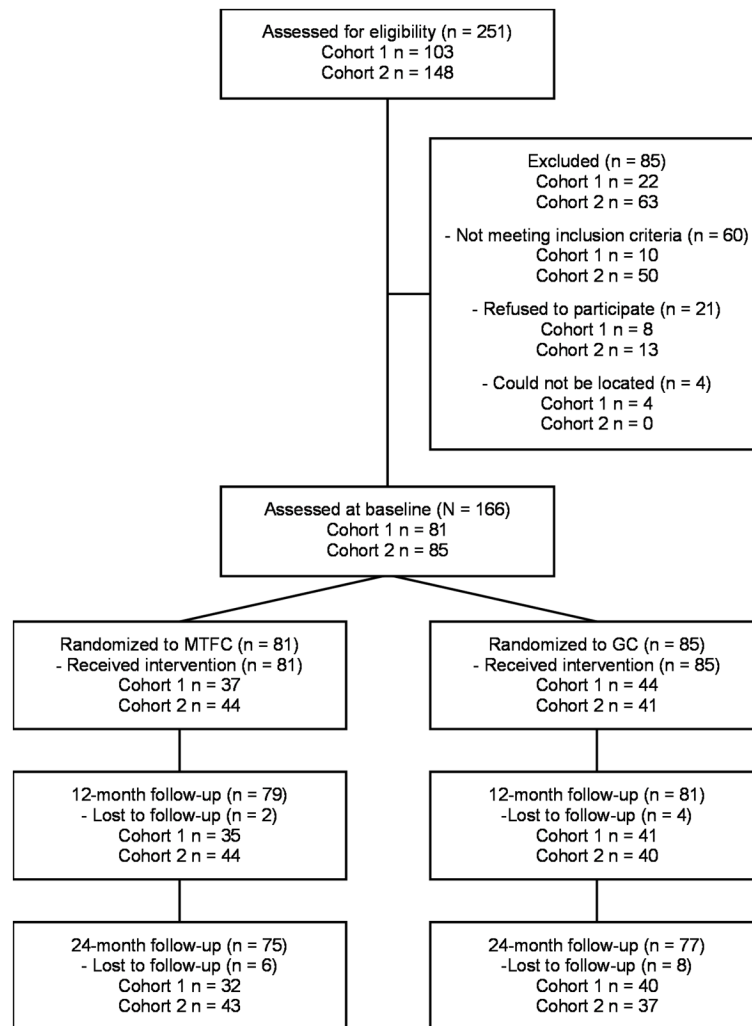 Assessed for eligibility (n = 251)
Cohort 1 n = 103
Cohort 2 n = 148
Excluded (n = 85)
Cohort 1 n = 22
Cohort 2 n = 63
- Not meeting inclusion criteria (n = 60)
Cohort 1 n = 10
Cohort 2 n = 50
- Refused to participate (n = 21)
Cohort 1 n = 8
Cohort 2 n = 13
- Could not be located (n = 4)
Cohort 1 n = 4
Cohort 2 n = 0
Assessed at baseline (N = 166)
Cohort 1 n = 81
Cohort 2 n = 85
Randomized to MTFC (n = 81)
- Received intervention (n = 81)
Cohort 1 n = 37
Cohort 2 n = 44
Randomized to GC (n = 85)
- Received intervention (n = 85)
Cohort 1 n = 44
Cohort 2 n = 41
12-month follow-up (n = 79)
- Lost to follow-up (n = 2)
Cohort 1 n = 35
Cohort 2 n = 44
12-month follow-up (n = 81)
-Lost to follow-up (n = 4)
Cohort 1 n = 41
Cohort 2 n = 40
24-month follow-up (n = 75)
- Lost to follow-up (n = 6)
Cohort 1 n = 32
Cohort 2 n = 43
24-month follow-up (n = 77)
-Lost to follow-up (n = 8)
Cohort 1 n = 40
Cohort 2 n = 37